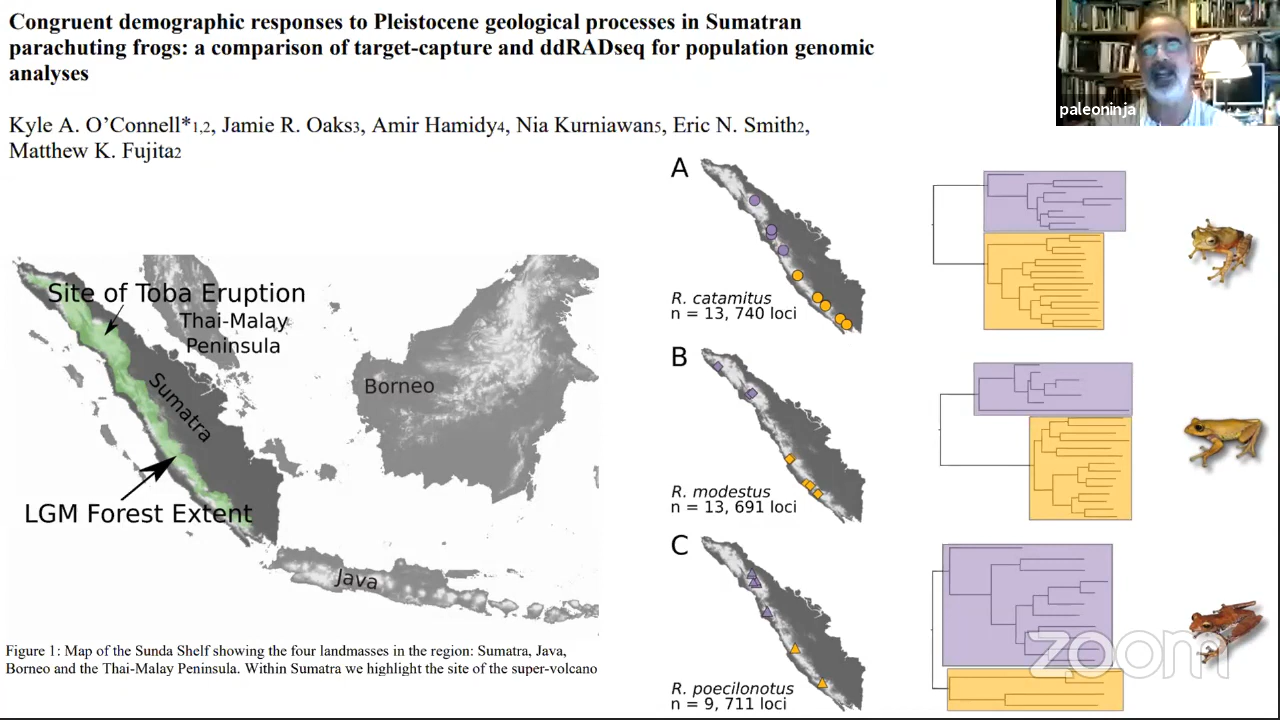 Congruent demographic responses to Pleistocene geological processes in Sumatran
parachuting frogs: a comparison of target-capture and ddRADseq for population genomic
analyses
Kyle A. O’Connell*1,2, Jamie R. Oaks3, Amir Hamidy4, Nia Kurniawan5, Eric N. Smith2,
Matthew K. Fujita2
paleoninja
Site of Toba Eruption
Thai-Malay
Peninsula
Borneo
Sumatra
LGM Forest Extent
Java
Figure 1: Map of the Sunda Shelf showing the four landmasses in the region: Sumatra, Java,
Borneo and the Thai-Malay Peninsula. Within Sumatra we highlight the site of the super-volcano
A
R. catamitus
n = 13, 740 loci
B
R. modestus
n = 13, 691 loci
C
R. poecilonotus
n = 9, 711 loci
zoom